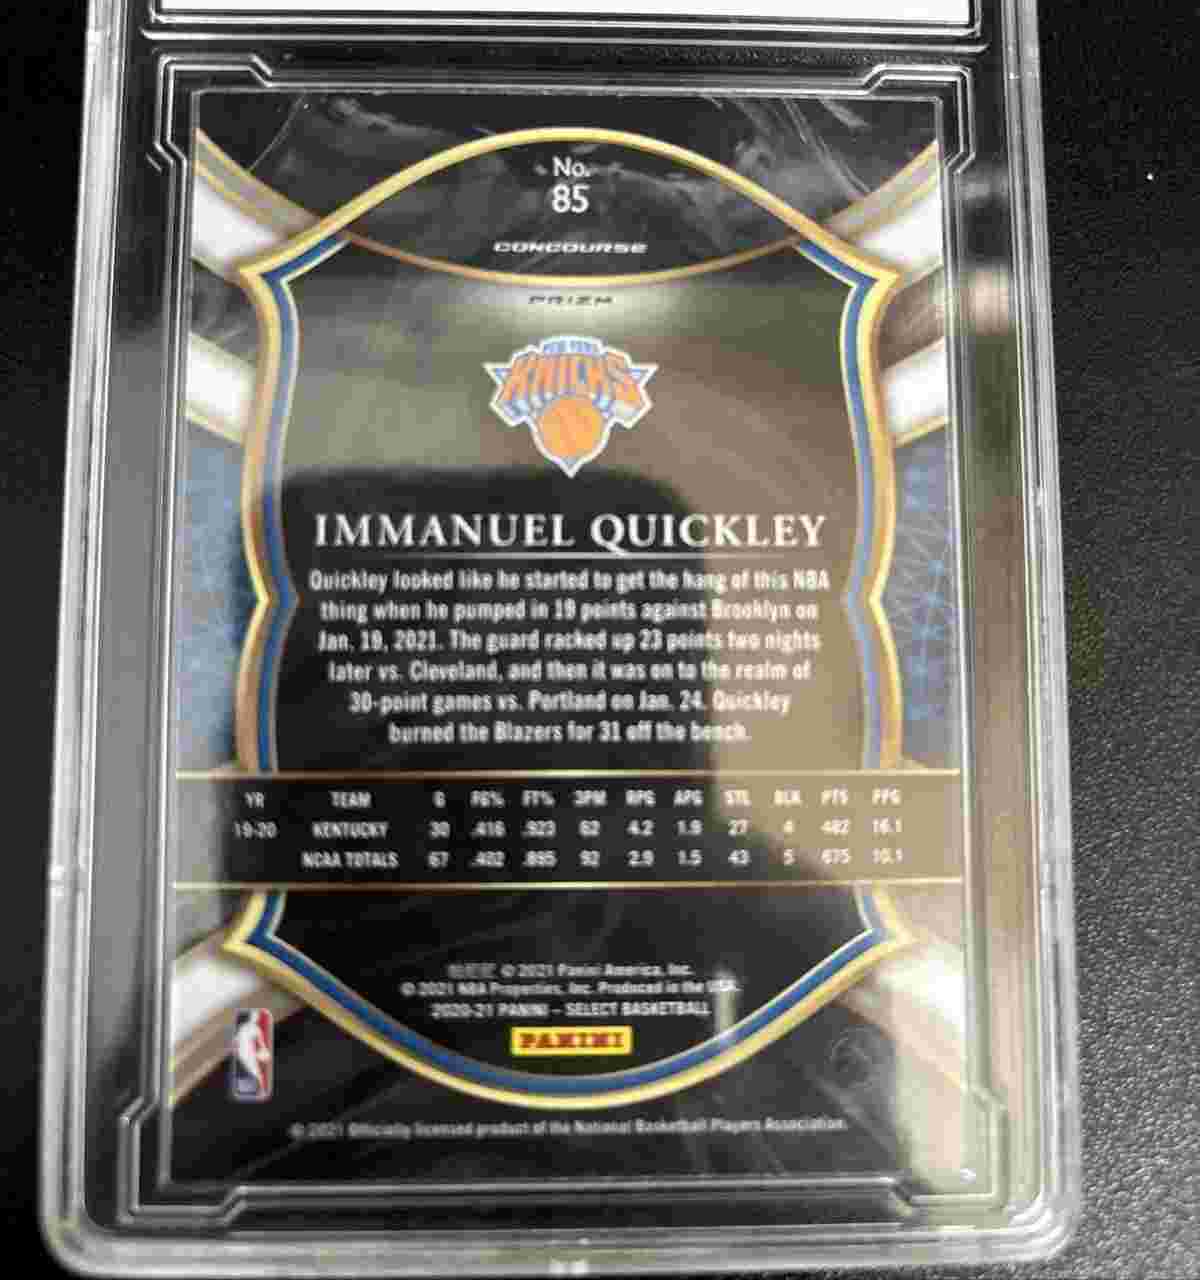 No.
85
CONCOURSE
PRIZM
NEW YORK
KNICKS
IMMANUEL QUICKLEY
Quickley looked like he started to get the hang of this NBA
thing when he pumped in 19 points against Brooklyn on
Jan. 19, 2021. The guard racked up 23 points two nights
later vs. Cleveland, and then it was on to the realm of
30-point games vs. Portland on Jan. 24. Quickley
burned the Blazers for 31 off the bench.
YR TEAM G FG% FT% 3PM RPG APG STL BLK PTS PPG
19-20 KENTUCKY 30 .416 .923 62 4.2 1.9 27 4 482 16.1
NCAA TOTALS 67 .402 .895 92 2.9 1.5 43 5 675 10.1
© 2021 Panini America, Inc.
© 2021 NBA Properties, Inc. Produced in the USA.
2020-21 PANINI – SELECT BASKETBALL
PANINI
© 2021 Officially licensed product of the National Basketball Players Association.